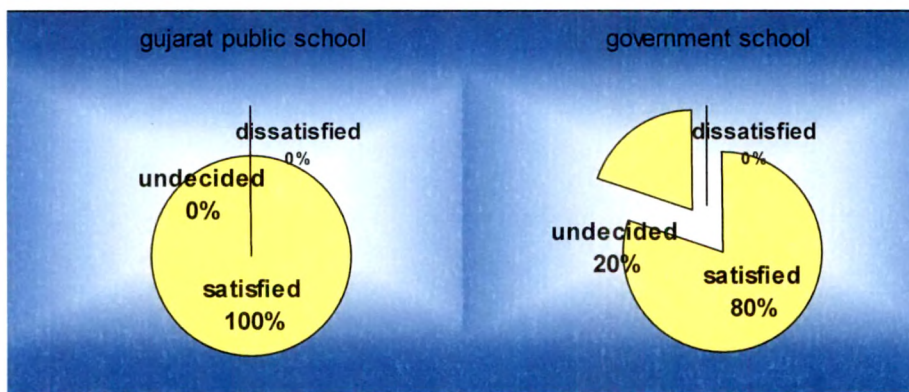 gujarat public school
dissatisfied
0%
undecided
0%
satisfied
100%
government school
dissatisfied
0%
undecided
20%
satisfied
80%